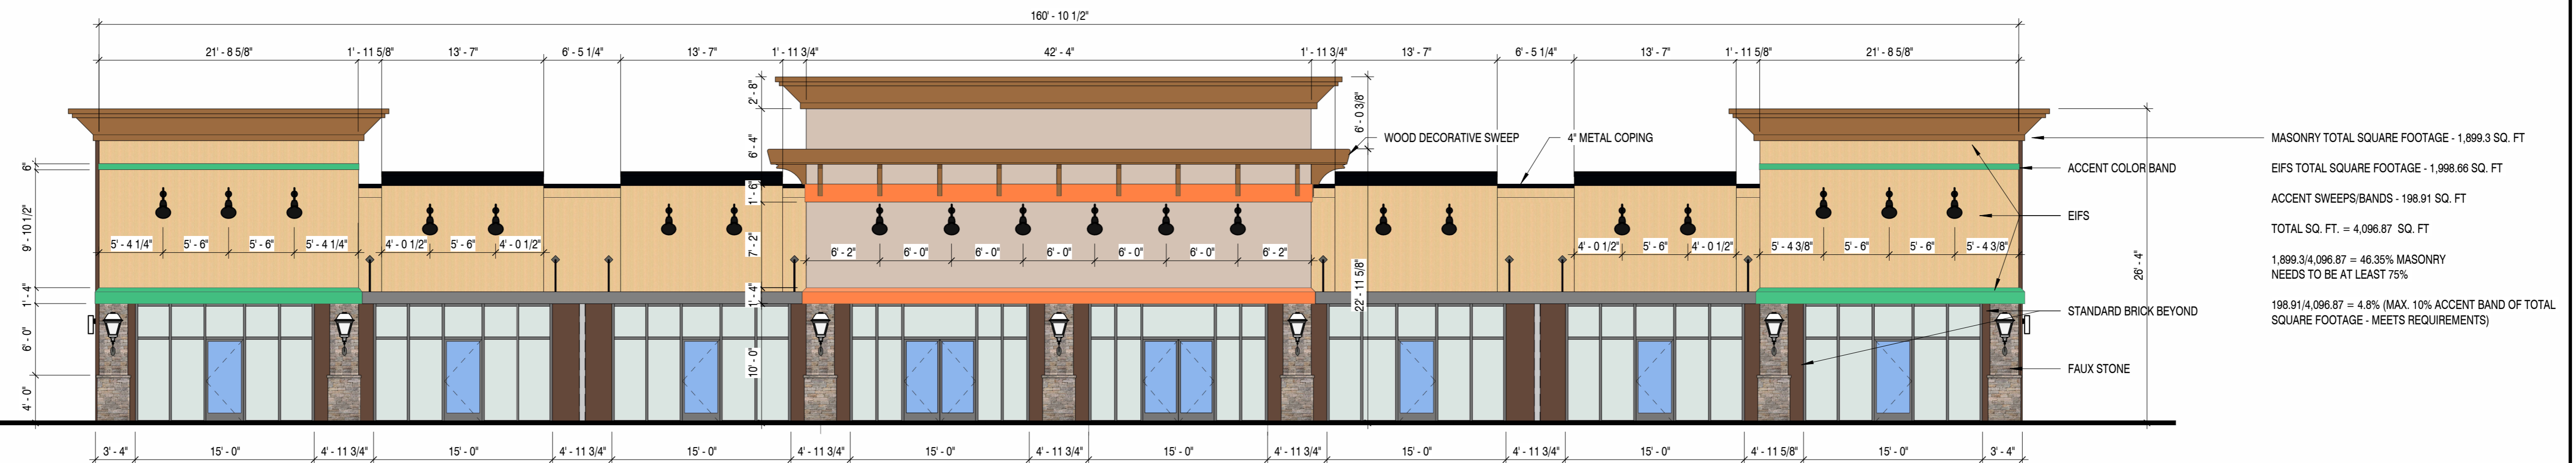 160' - 10 1/2"
21' - 8 5/8" 1' - 11 5/8" 13' - 7" 6' - 5 1/4" 13' - 7" 1' - 11 3/4" 42' - 4" 1' - 11 3/4" 13' - 7" 6' - 5 1/4" 13' - 7" 1' - 11 5/8" 21' - 8 5/8"
2' - 8"
6' - 4"
1' - 6"
7' - 2"
1' - 4"
10' - 0"
6' - 0 3/8"
22' - 11 5/8"
26' - 4"
6"
9' - 10 1/2"
1' - 4"
6' - 0"
4' - 0"
5' - 4 1/4" 5' - 6" 5' - 6" 5' - 4 1/4" 4' - 0 1/2" 5' - 6" 4' - 0 1/2" 6' - 2" 6' - 0" 6' - 0" 6' - 0" 6' - 0" 6' - 0" 6' - 2" 4' - 0 1/2" 5' - 6" 4' - 0 1/2" 5' - 4 3/8" 5' - 6" 5' - 6" 5' - 4 3/8"
WOOD DECORATIVE SWEEP
4" METAL COPING
ACCENT COLOR BAND
EIFS
STANDARD BRICK BEYOND
FAUX STONE
MASONRY TOTAL SQUARE FOOTAGE - 1,899.3 SQ. FT
EIFS TOTAL SQUARE FOOTAGE - 1,998.66 SQ. FT
ACCENT SWEEPS/BANDS - 198.91 SQ. FT
TOTAL SQ. FT. = 4,096.87 SQ. FT
1,899.3/4,096.87 = 46.35% MASONRY
NEEDS TO BE AT LEAST 75%
198.91/4,096.87 = 4.8% (MAX. 10% ACCENT BAND OF TOTAL
SQUARE FOOTAGE - MEETS REQUIREMENTS)
3' - 4" 15' - 0" 4' - 11 3/4" 15' - 0" 4' - 11 3/4" 15' - 0" 4' - 11 3/4" 15' - 0" 4' - 11 3/4" 15' - 0" 4' - 11 3/4" 15' - 0" 4' - 11 3/4" 15' - 0" 4' - 11 5/8" 15' - 0" 3' - 4"